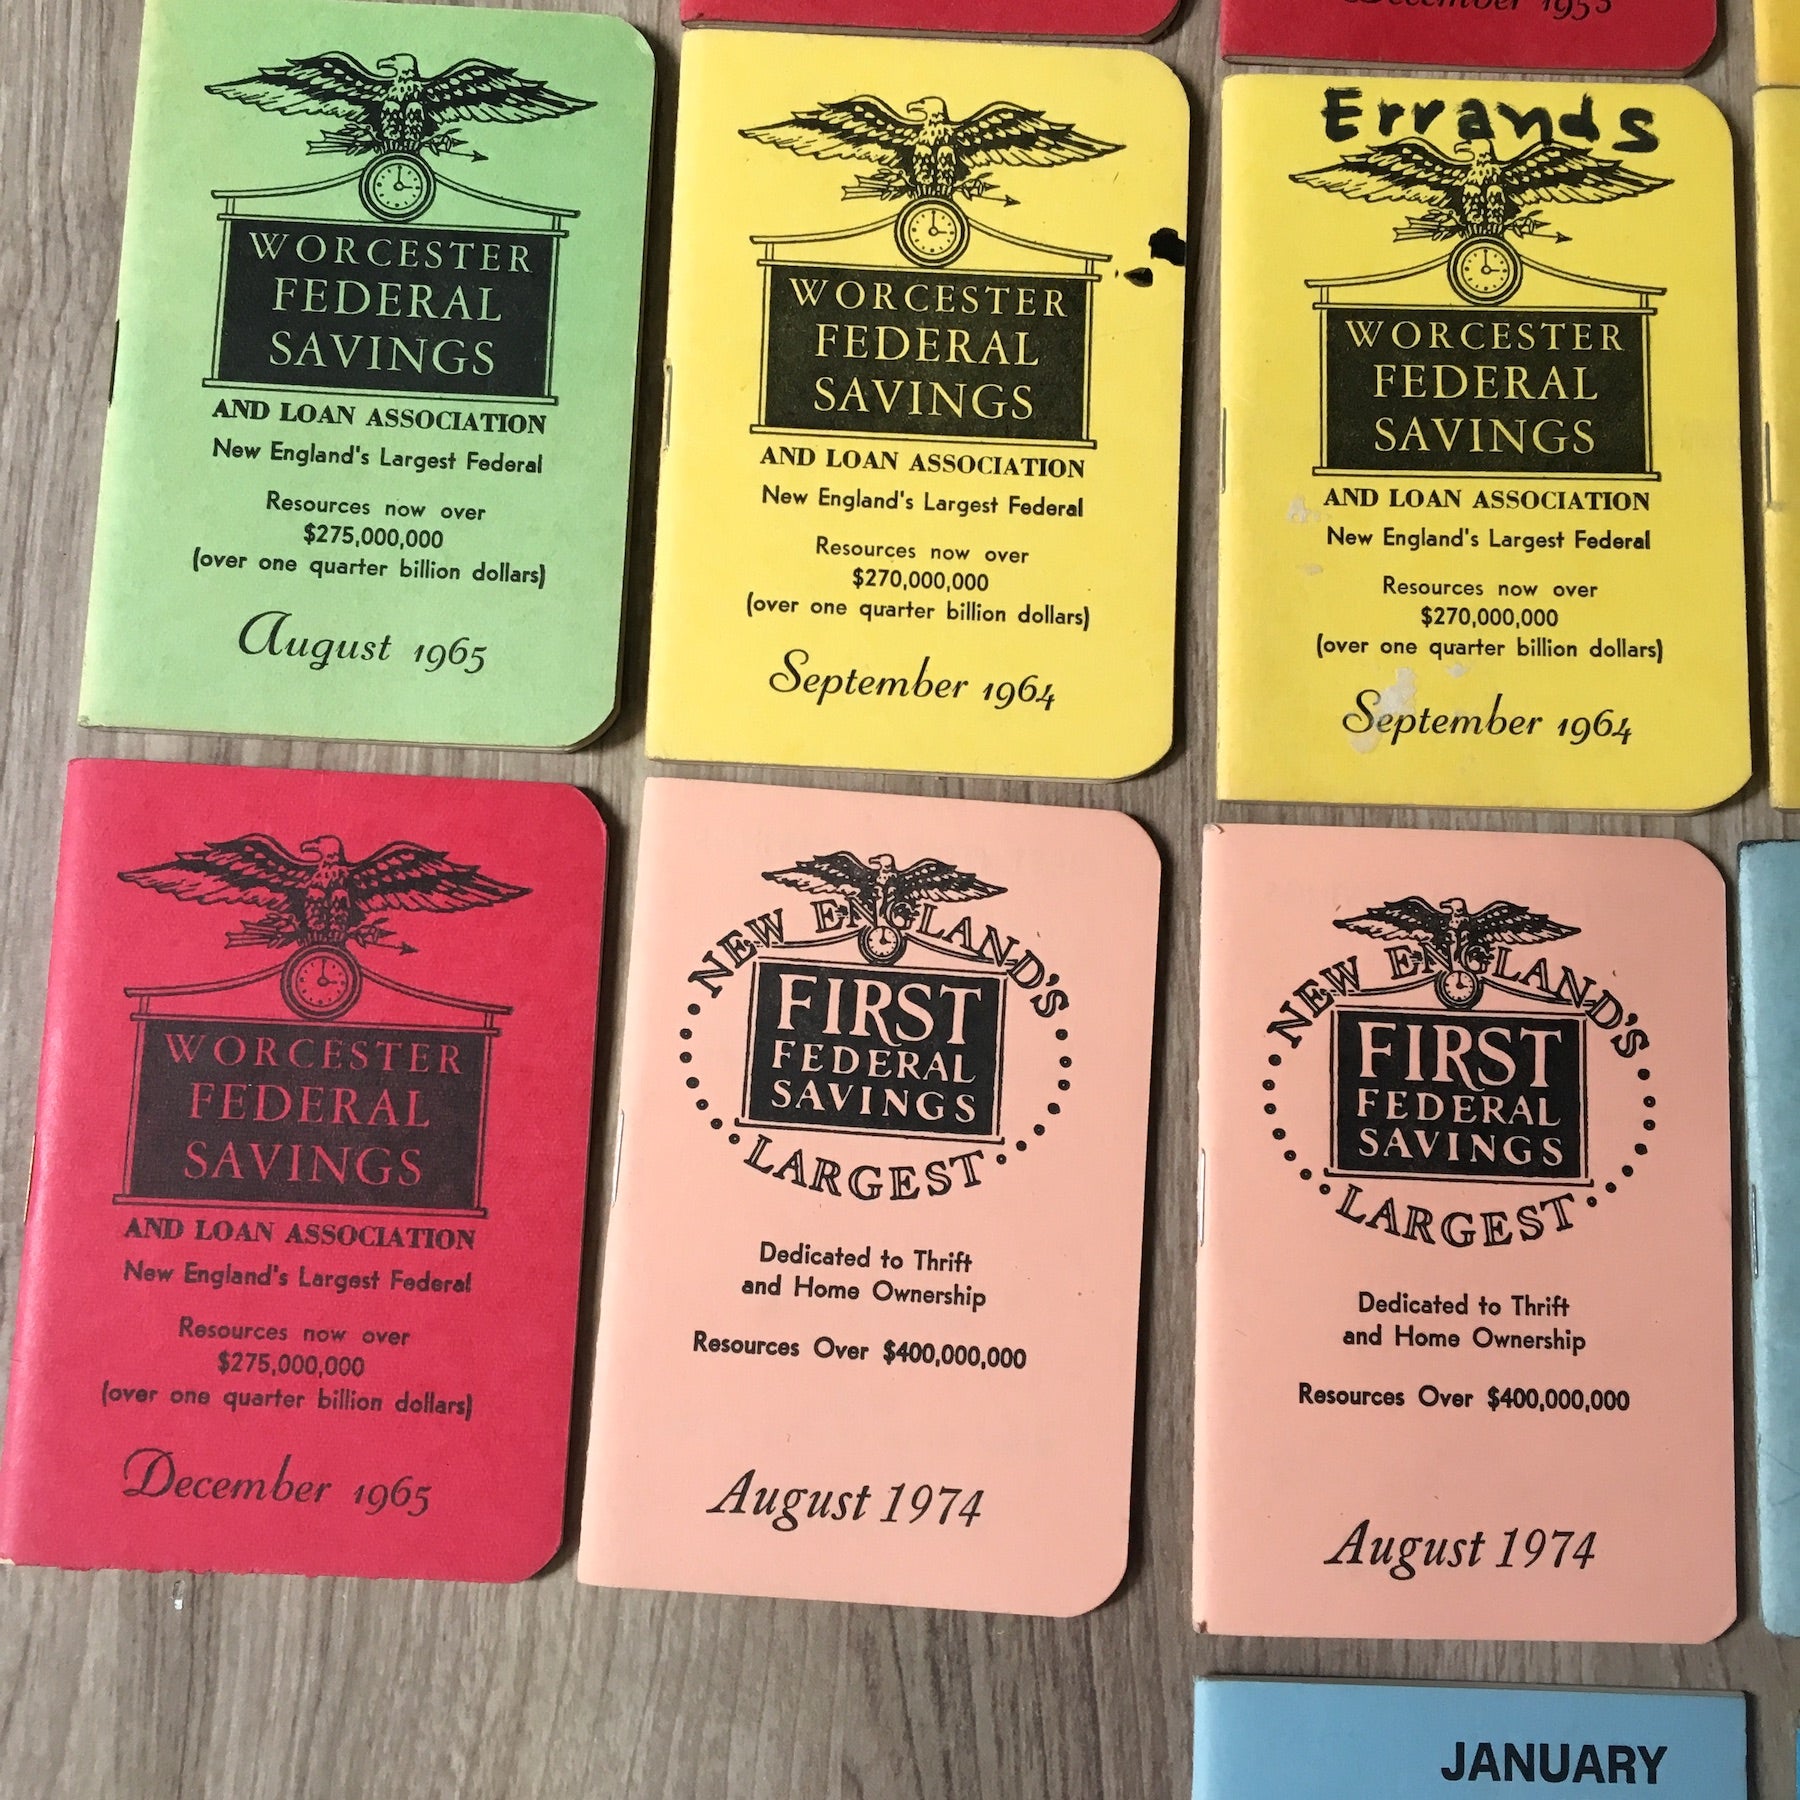 December 1953
WORCESTER
FEDERAL
SAVINGS
AND LOAN ASSOCIATION
New England's Largest Federal
Resources now over
$275,000,000
(over one quarter billion dollars)
August 1965
WORCESTER
FEDERAL
SAVINGS
AND LOAN ASSOCIATION
New England's Largest Federal
Resources now over
$270,000,000
(over one quarter billion dollars)
September 1964
Errands
WORCESTER
FEDERAL
SAVINGS
AND LOAN ASSOCIATION
New England's Largest Federal
Resources now over
$270,000,000
(over one quarter billion dollars)
September 1964
WORCESTER
FEDERAL
SAVINGS
AND LOAN ASSOCIATION
New England's Largest Federal
Resources now over
$275,000,000
(over one quarter billion dollars)
December 1965
NEW ENGLAND'S
FIRST
FEDERAL
SAVINGS
LARGEST
Dedicated to Thrift
and Home Ownership
Resources Over $400,000,000
August 1974
NEW ENGLAND'S
FIRST
FEDERAL
SAVINGS
LARGEST
Dedicated to Thrift
and Home Ownership
Resources Over $400,000,000
August 1974
JANUARY